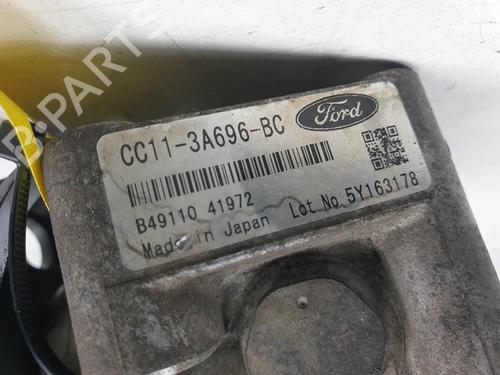 Ford
CC11-3A696-BC
B49110 41972
Made in Japan Lot No 5Y163178
B-PARTS